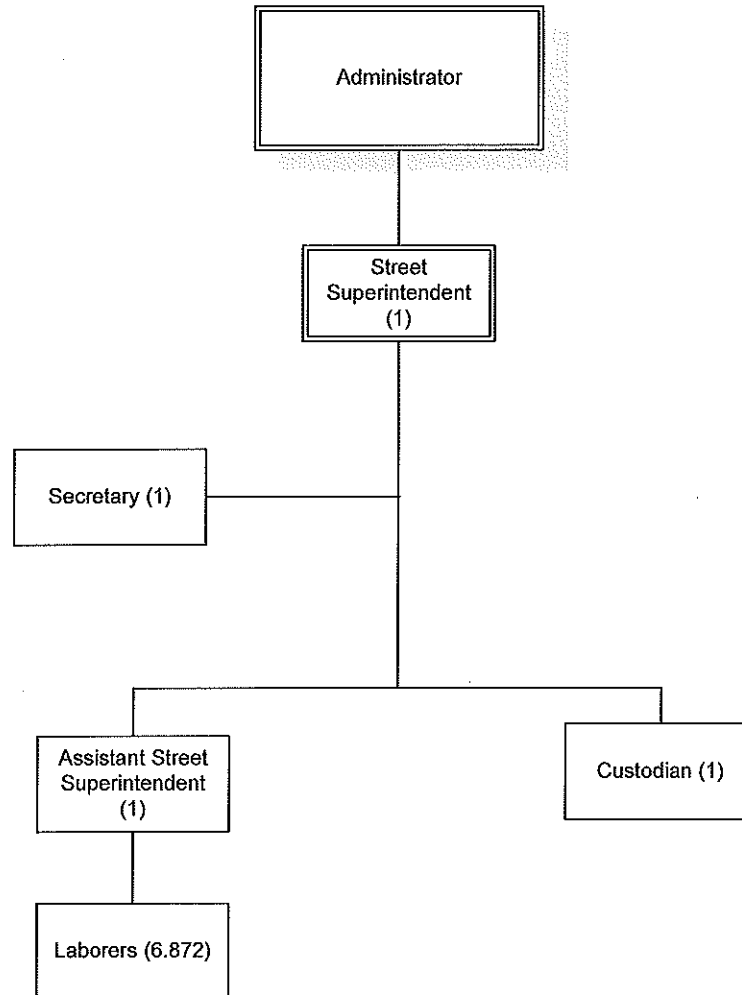 Administrator
Street
Superintendent
(1)
Secretary (1)
Assistant Street
Superintendent
(1)
Custodian (1)
Laborers (6.872)